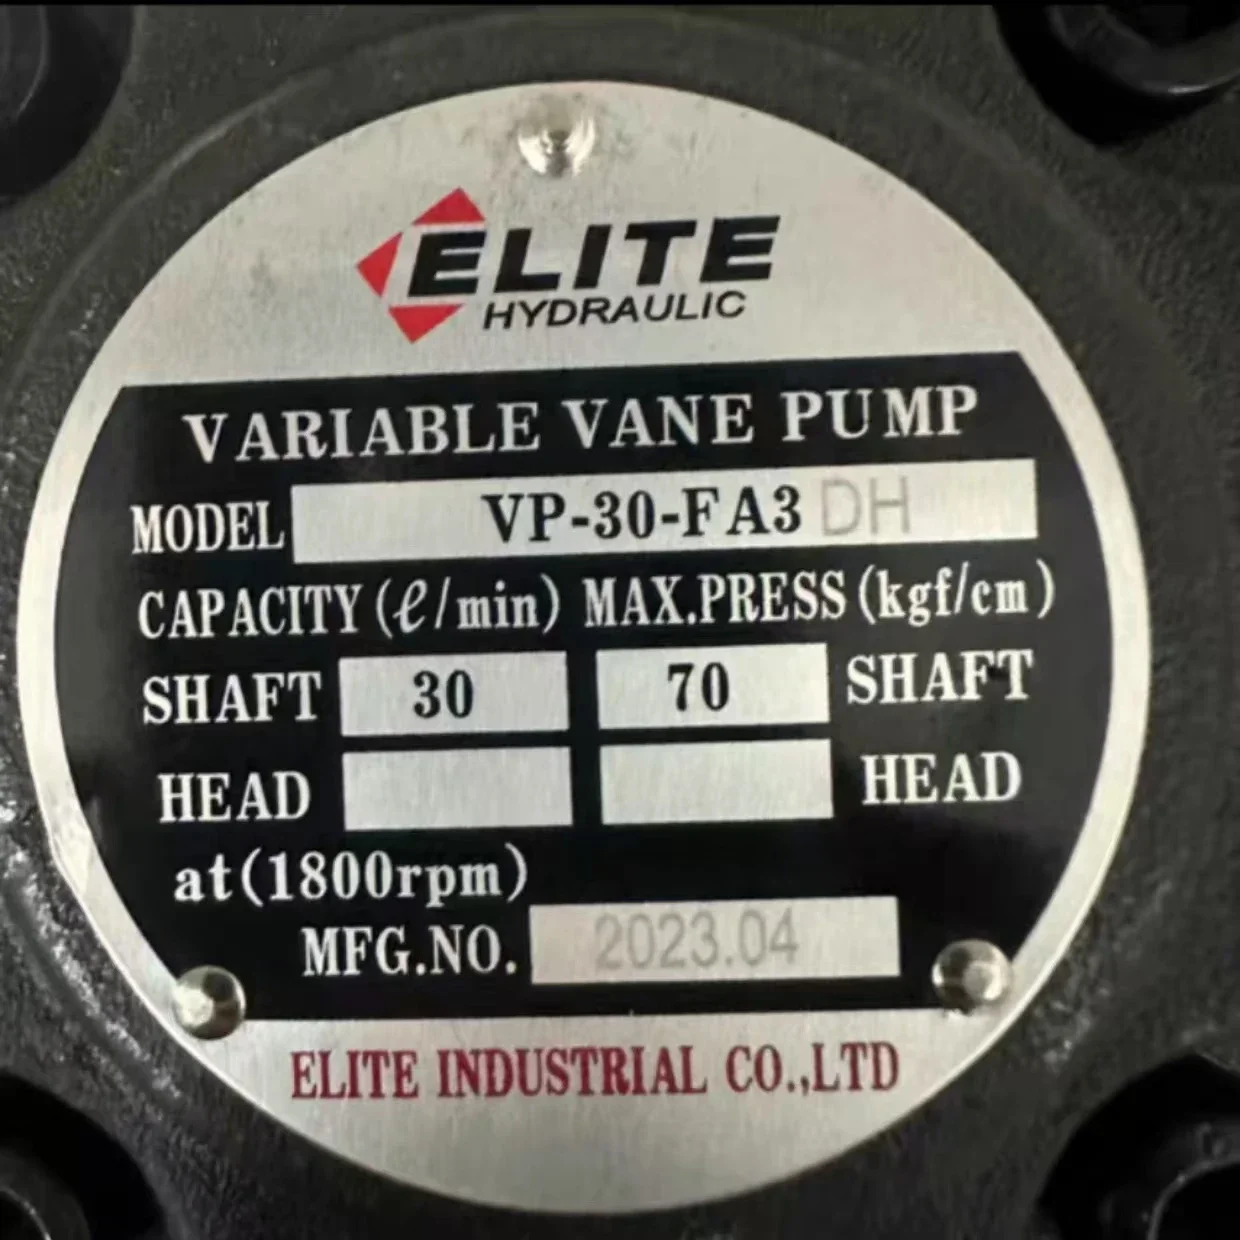 ELITE
HYDRAULIC
VARIABLE VANE PUMP
MODEL VP-30-FA3 DH
CAPACITY (ℓ/min) MAX.PRESS (kgf/cm)
SHAFT 30 70 SHAFT
HEAD HEAD
at(1800rpm)
MFG.NO. 2023.04
ELITE INDUSTRIAL CO.,LTD